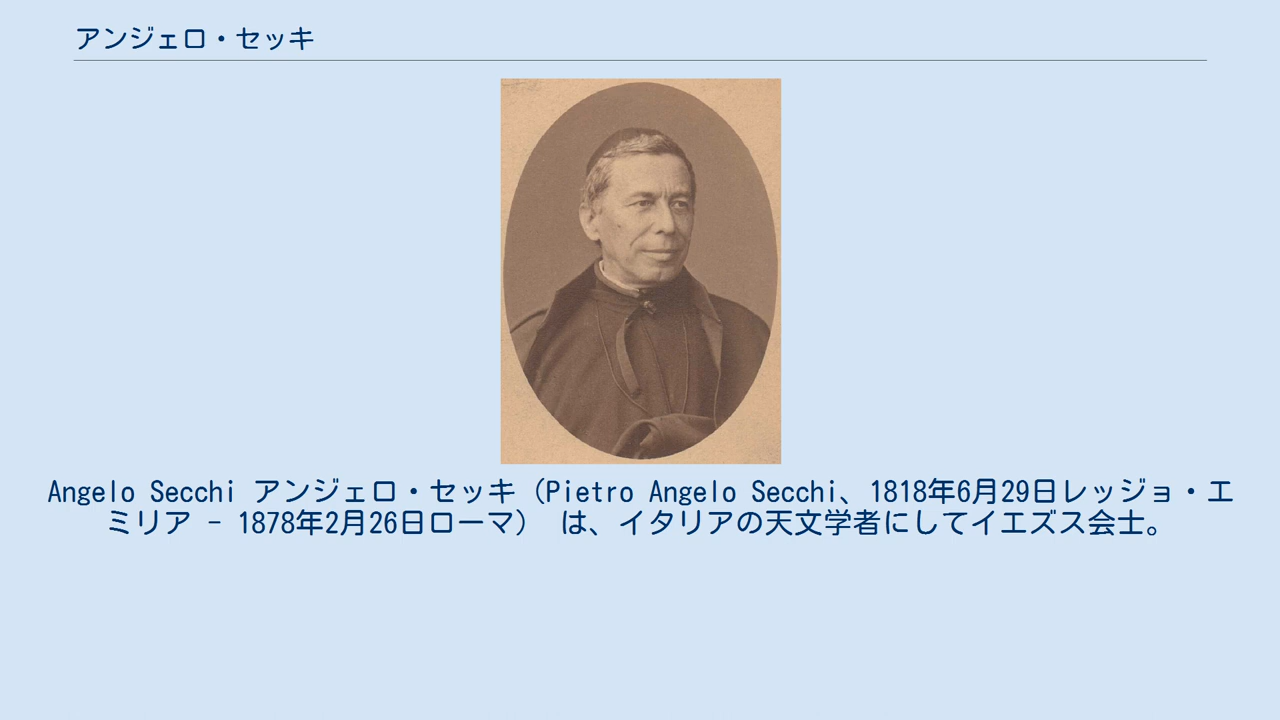 アンジェロ・セッキ
Angelo Secchi アンジェロ・セッキ（Pietro Angelo Secchi、1818年6月29日レッジョ・エ
ミリア - 1878年2月26日ローマ） は、イタリアの天文学者にしてイエズス会士。